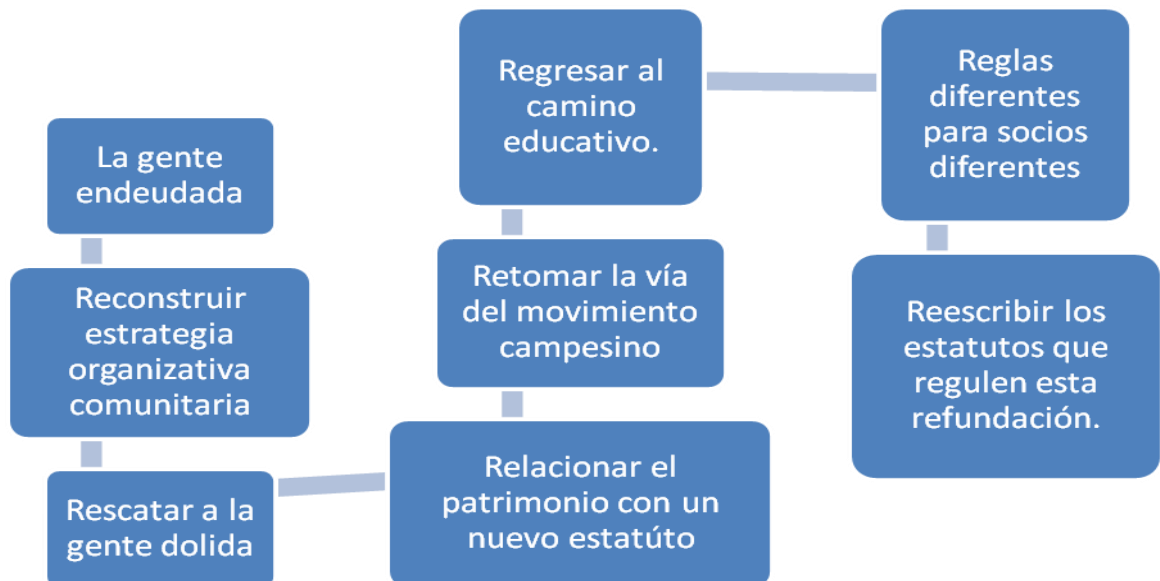 La gente
endeudada
Reconstruir
estrategia
organizativa
comunitaria
Rescatar a la
gente dolida
Relacionar el
patrimonio con un
nuevo estatúto
Retomar la vía
del movimiento
campesino
Regresar al
camino
educativo.
Reglas
diferentes
para socios
diferentes
Reescribir los
estatutos que
regulen esta
refundación.